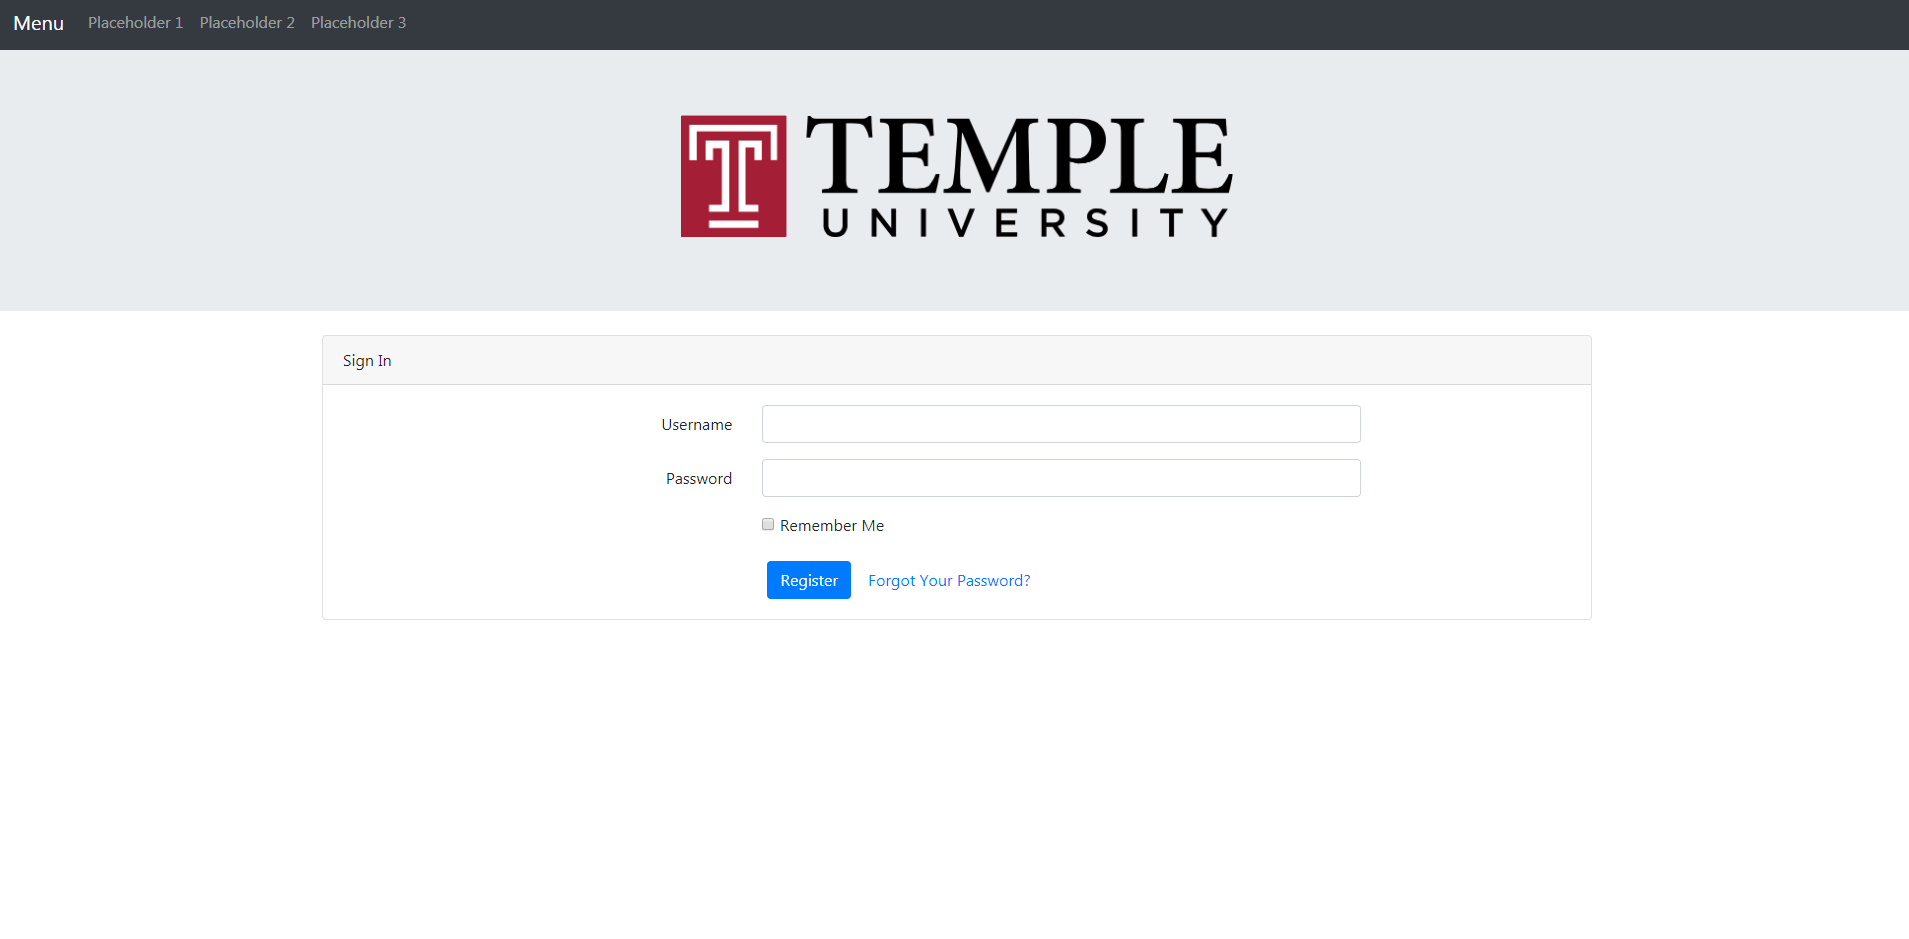 Menu Placeholder 1 Placeholder 2 Placeholder 3
T TEMPLE
UNIVERSITY
Sign In
Username
Password
Remember Me
Register Forgot Your Password?